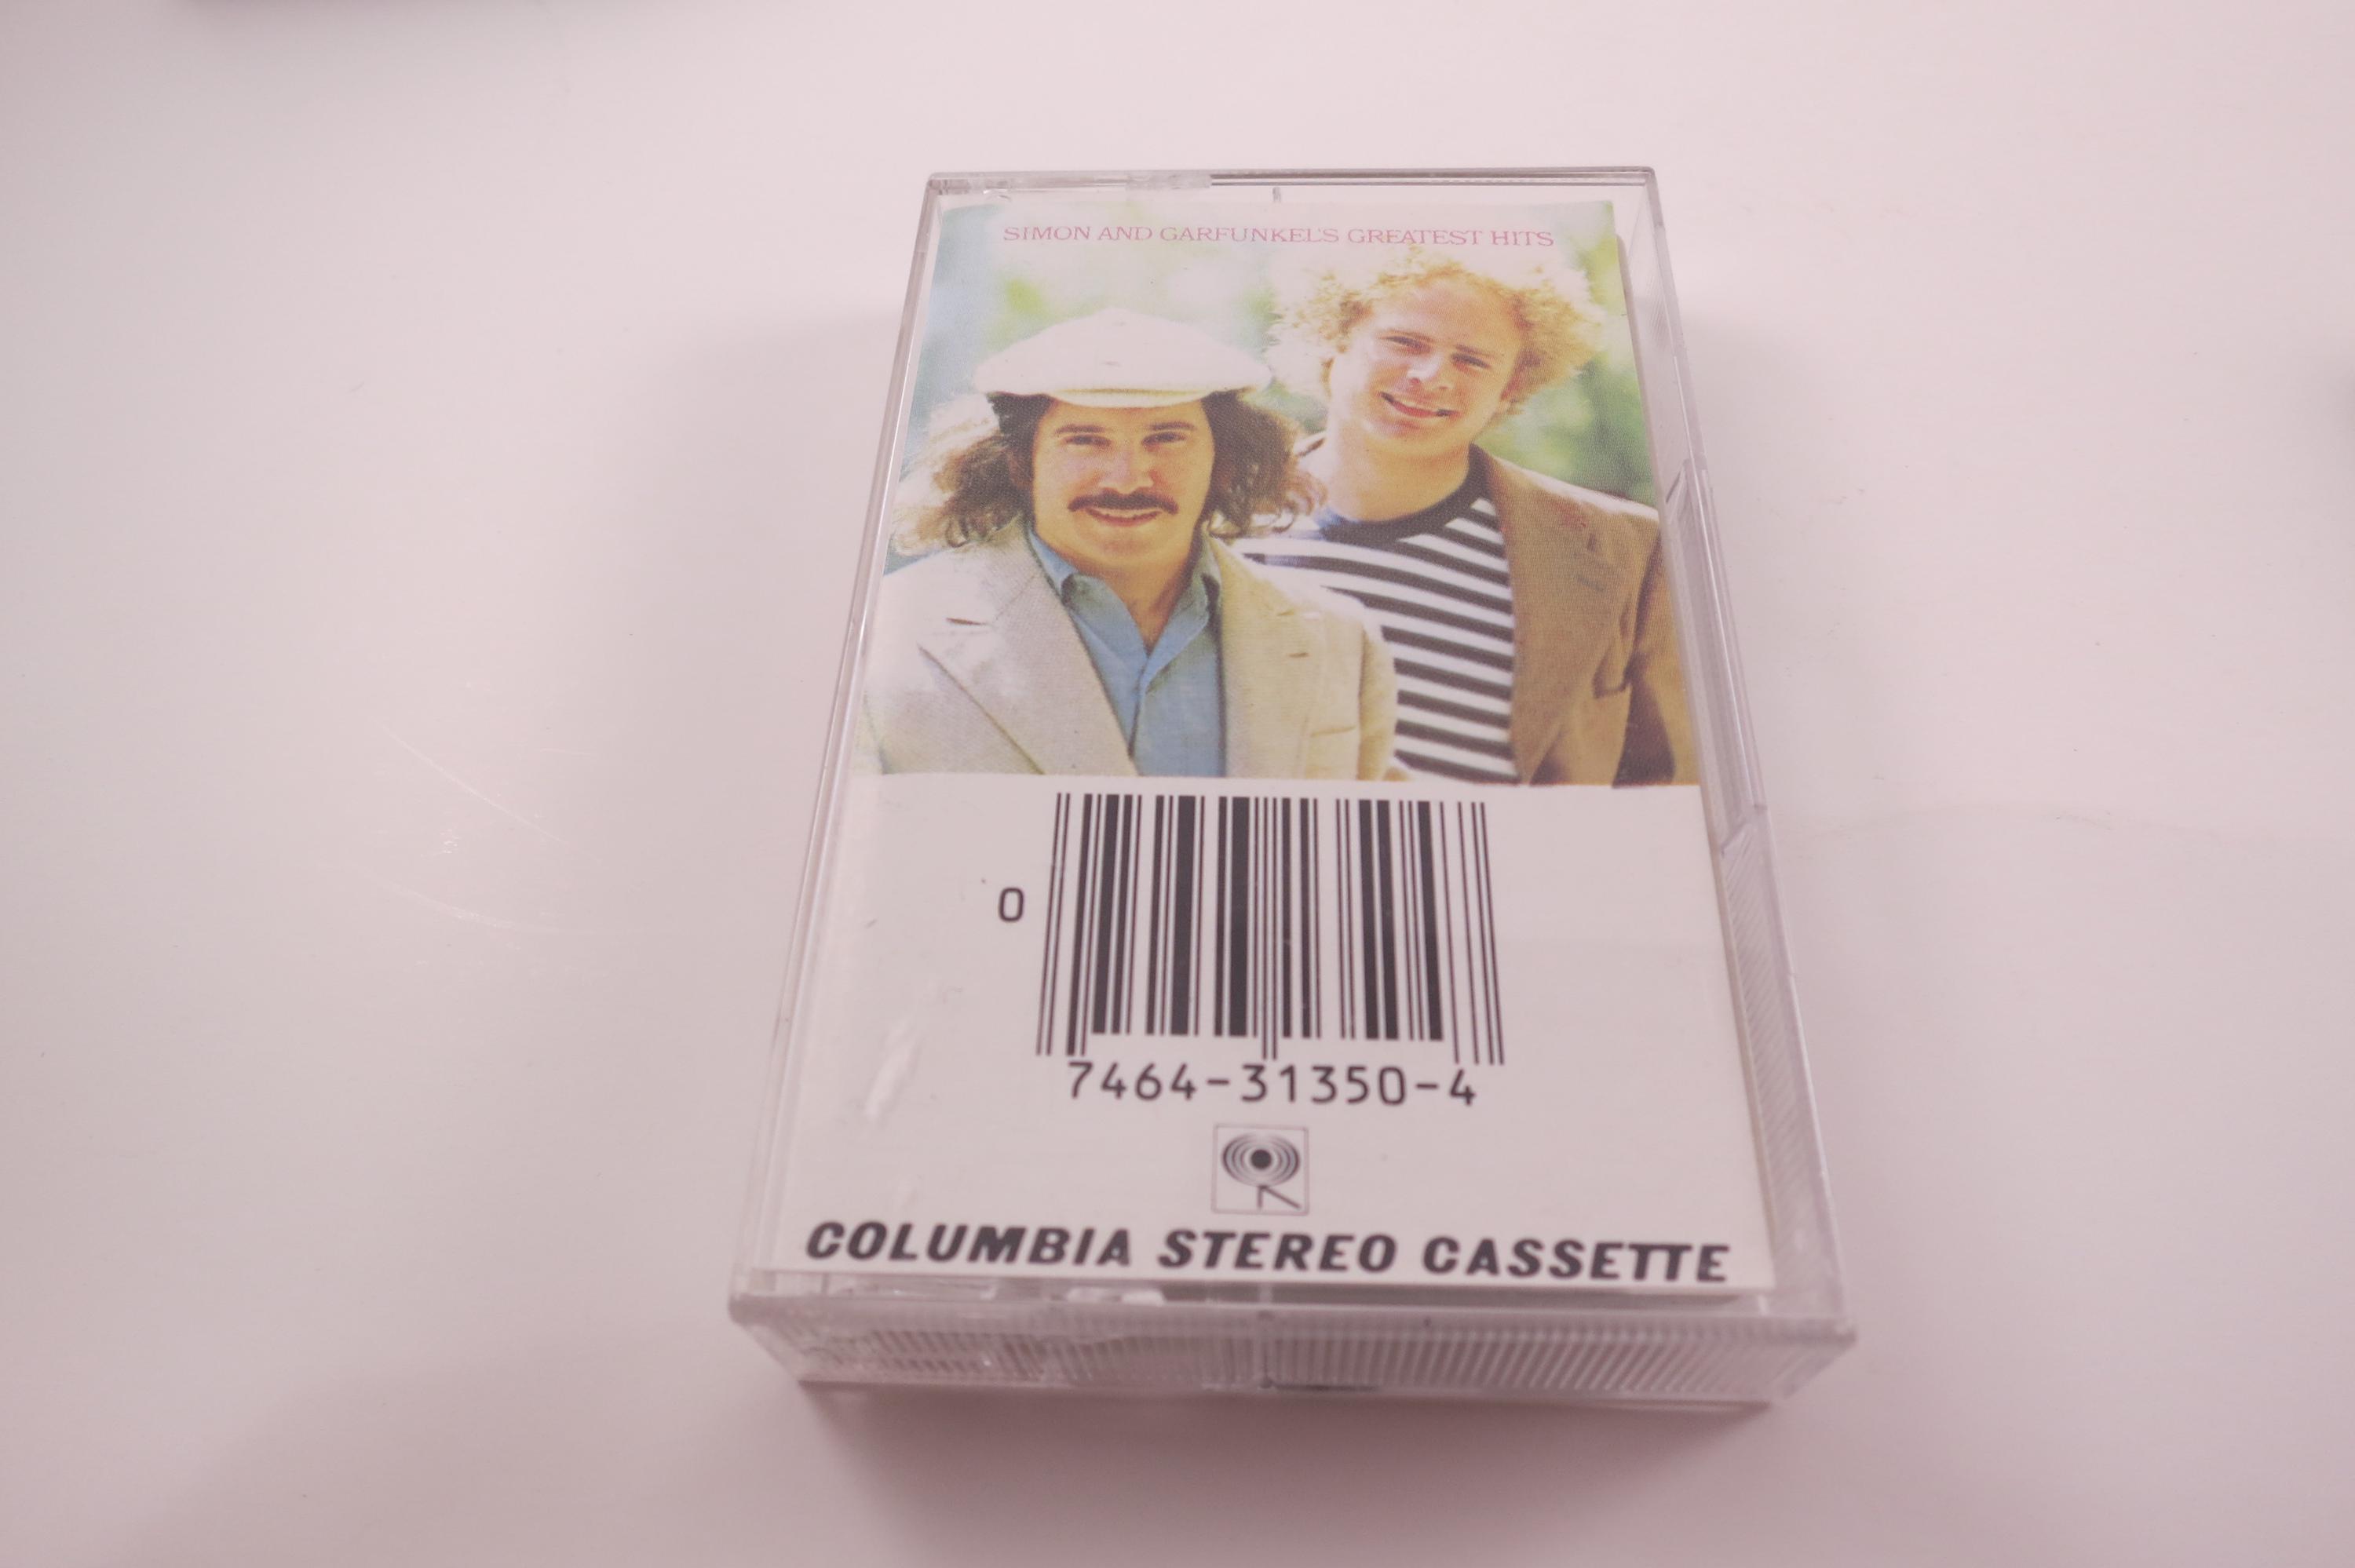 SIMON AND GARFUNKEL'S GREATEST HITS
0
7464-31350-4
COLUMBIA STEREO CASSETTE